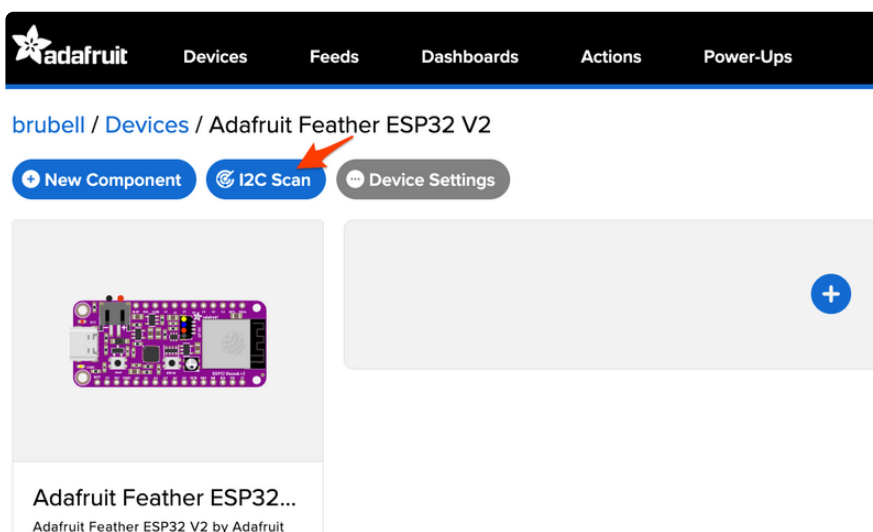 adafruit Devices Feeds Dashboards Actions Power-Ups
brubell / Devices / Adafruit Feather ESP32 V2
New Component I2C Scan Device Settings
Adafruit Feather ESP32...
Adafruit Feather ESP32 V2 by Adafruit